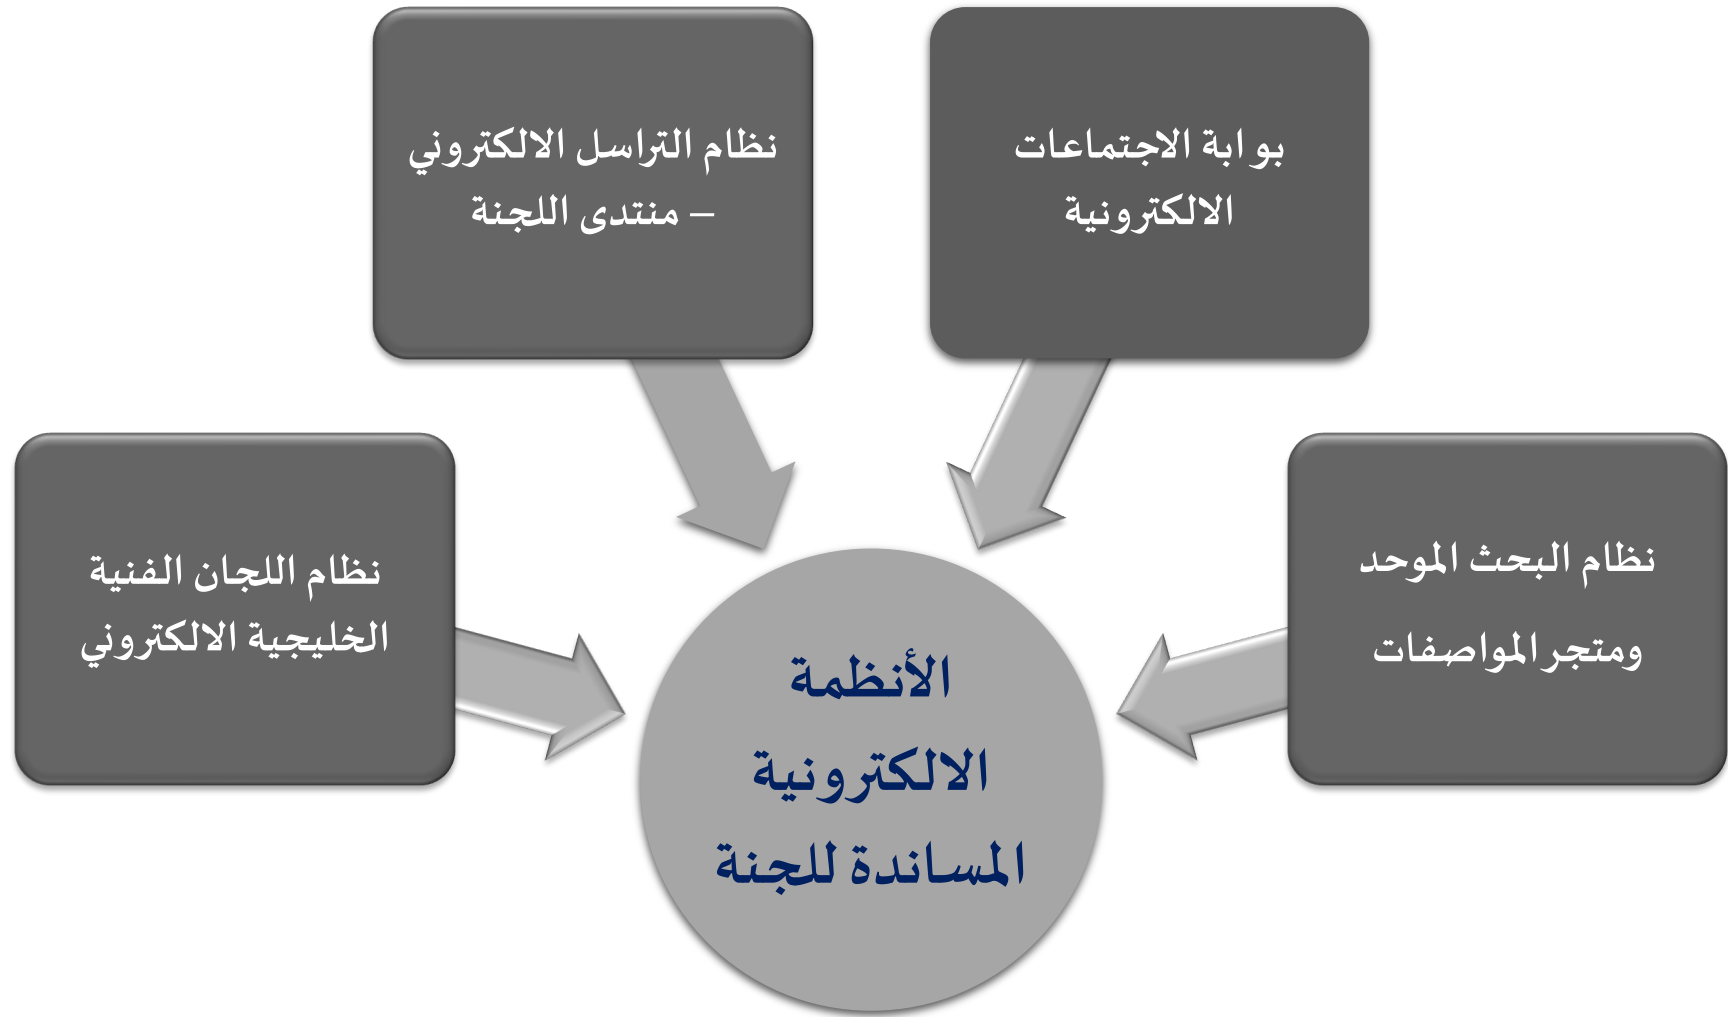 بوابة الاجتماعات
الالكترونية
نظام التراسل الالكتروني
– منتدى اللجنة
نظام البحث الموحد
ومتجر المواصفات
نظام اللجان الفنية
الخليجية الالكتروني
الأنظمة
الالكترونية
المساندة للجنة